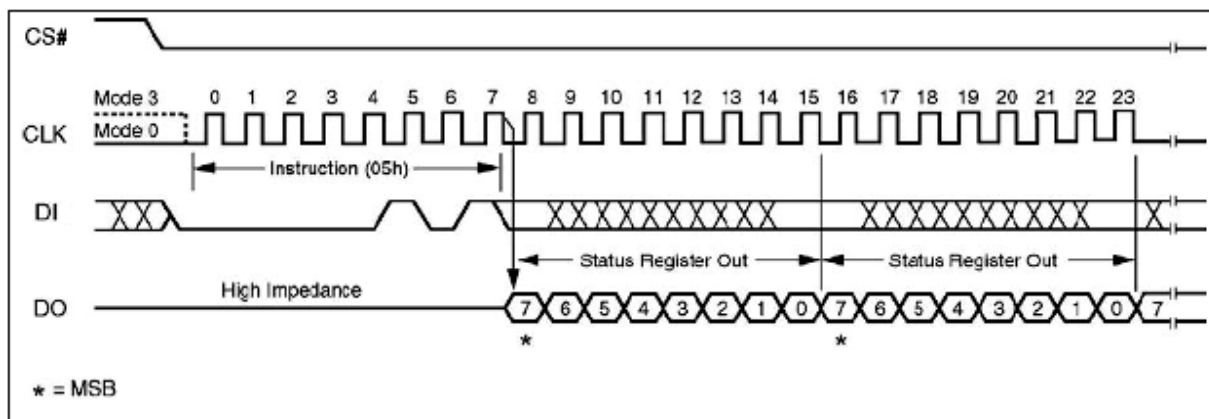 CS#
Mode 3 0 1 2 3 4 5 6 7 8 9 10 11 12 13 14 15 16 17 18 19 20 21 22 23
CLK Mode 0
Instruction (05h)
DI
Status Register Out Status Register Out
High Impedance
DO 7 6 5 4 3 2 1 0 7 6 5 4 3 2 1 0 7
* *
* = MSB